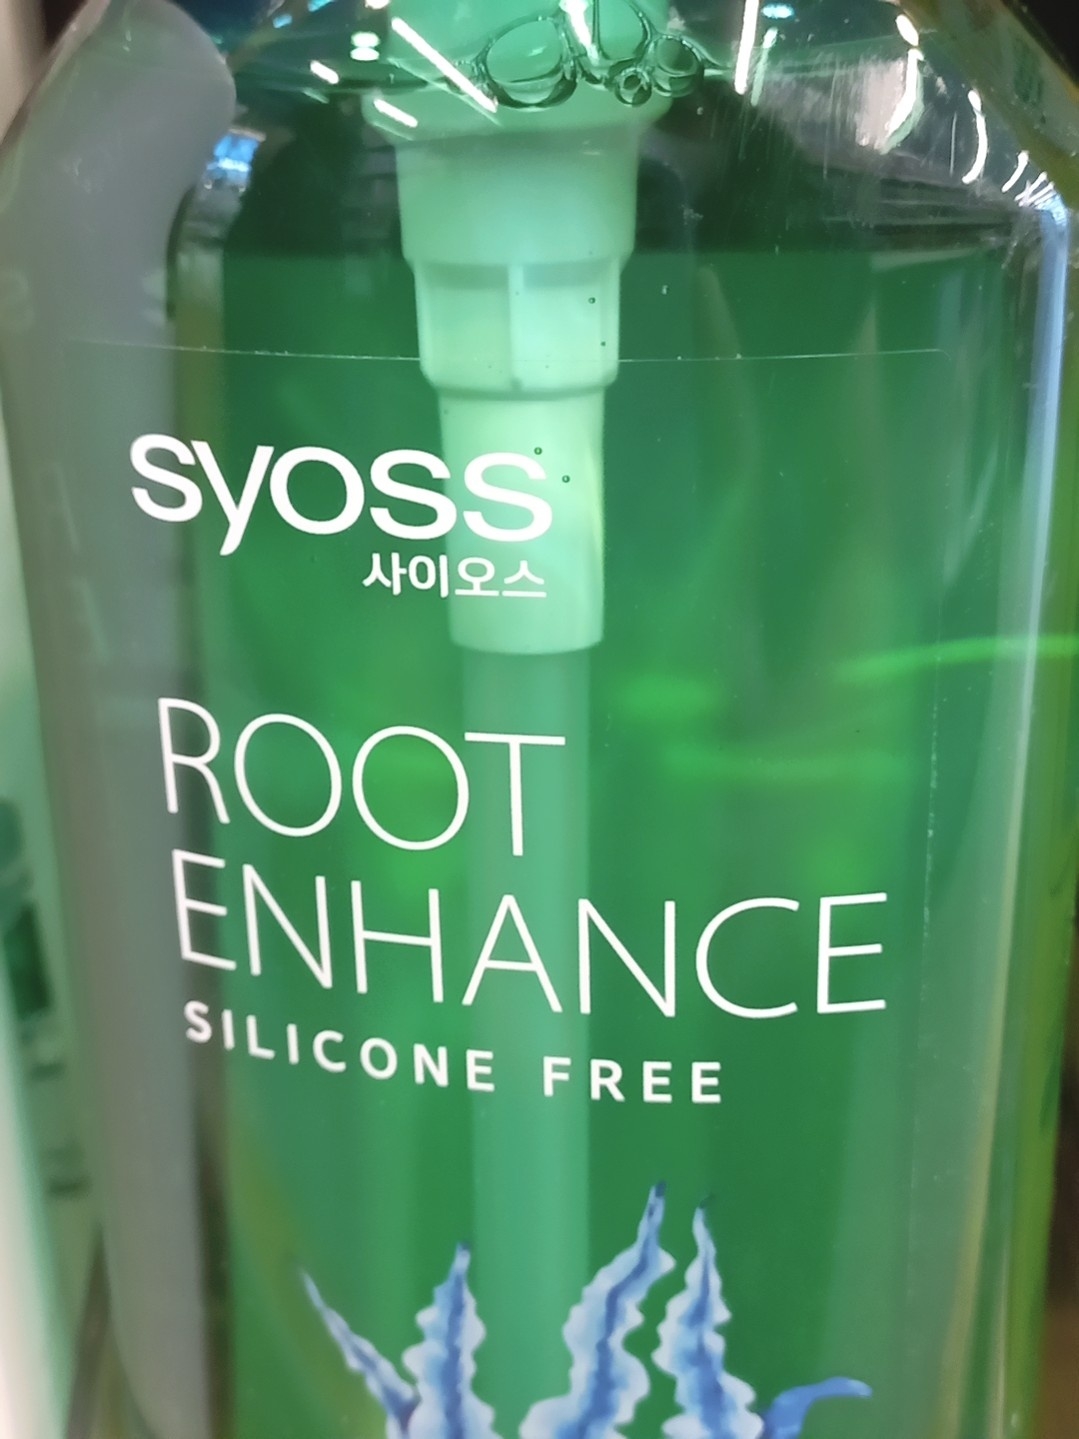 syoss
사이오스
ROOT
ENHANCE
SILICONE FREE